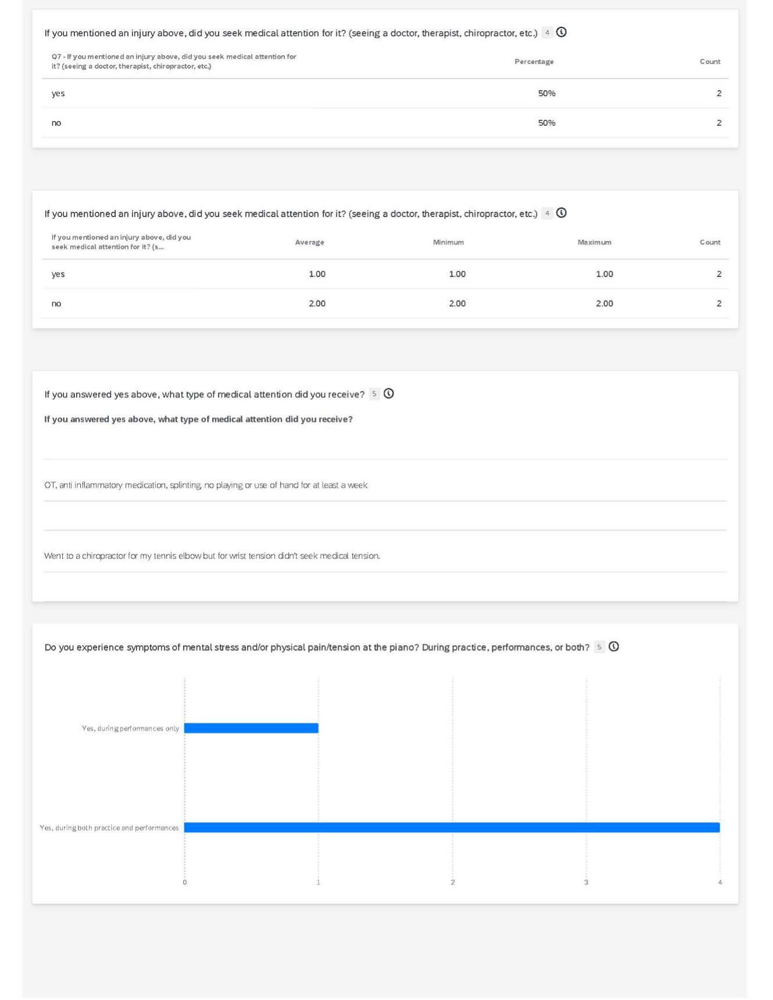 If you mentioned an injury above, did you seek medical attention for it? (seeing a doctor, therapist, chiropractor, etc.) 4
Q7 - If you mentioned an injury above, did you seek medical attention for
it? (seeing a doctor, therapist, chiropractor, etc.)
Percentage
Count
yes 50% 2
no 50% 2
If you mentioned an injury above, did you seek medical attention for it? (seeing a doctor, therapist, chiropractor, etc.) 4
If you mentioned an injury above, did you
seek medical attention for it? (s...
Average
Minimum
Maximum
Count
yes 1.00 1.00 1.00 2
no 2.00 2.00 2.00 2
If you answered yes above, what type of medical attention did you receive? 5
If you answered yes above, what type of medical attention did you receive?
OT, anti inflammatory medication, splinting, no playing or use of hand for at least a week
Went to a chiropractor for my tennis elbow but for wrist tension didn't seek medical tension.
Do you experience symptoms of mental stress and/or physical pain/tension at the piano? During practice, performances, or both? 5
Yes, during performances only
Yes, during both practice and performances
0 1 2 3 4